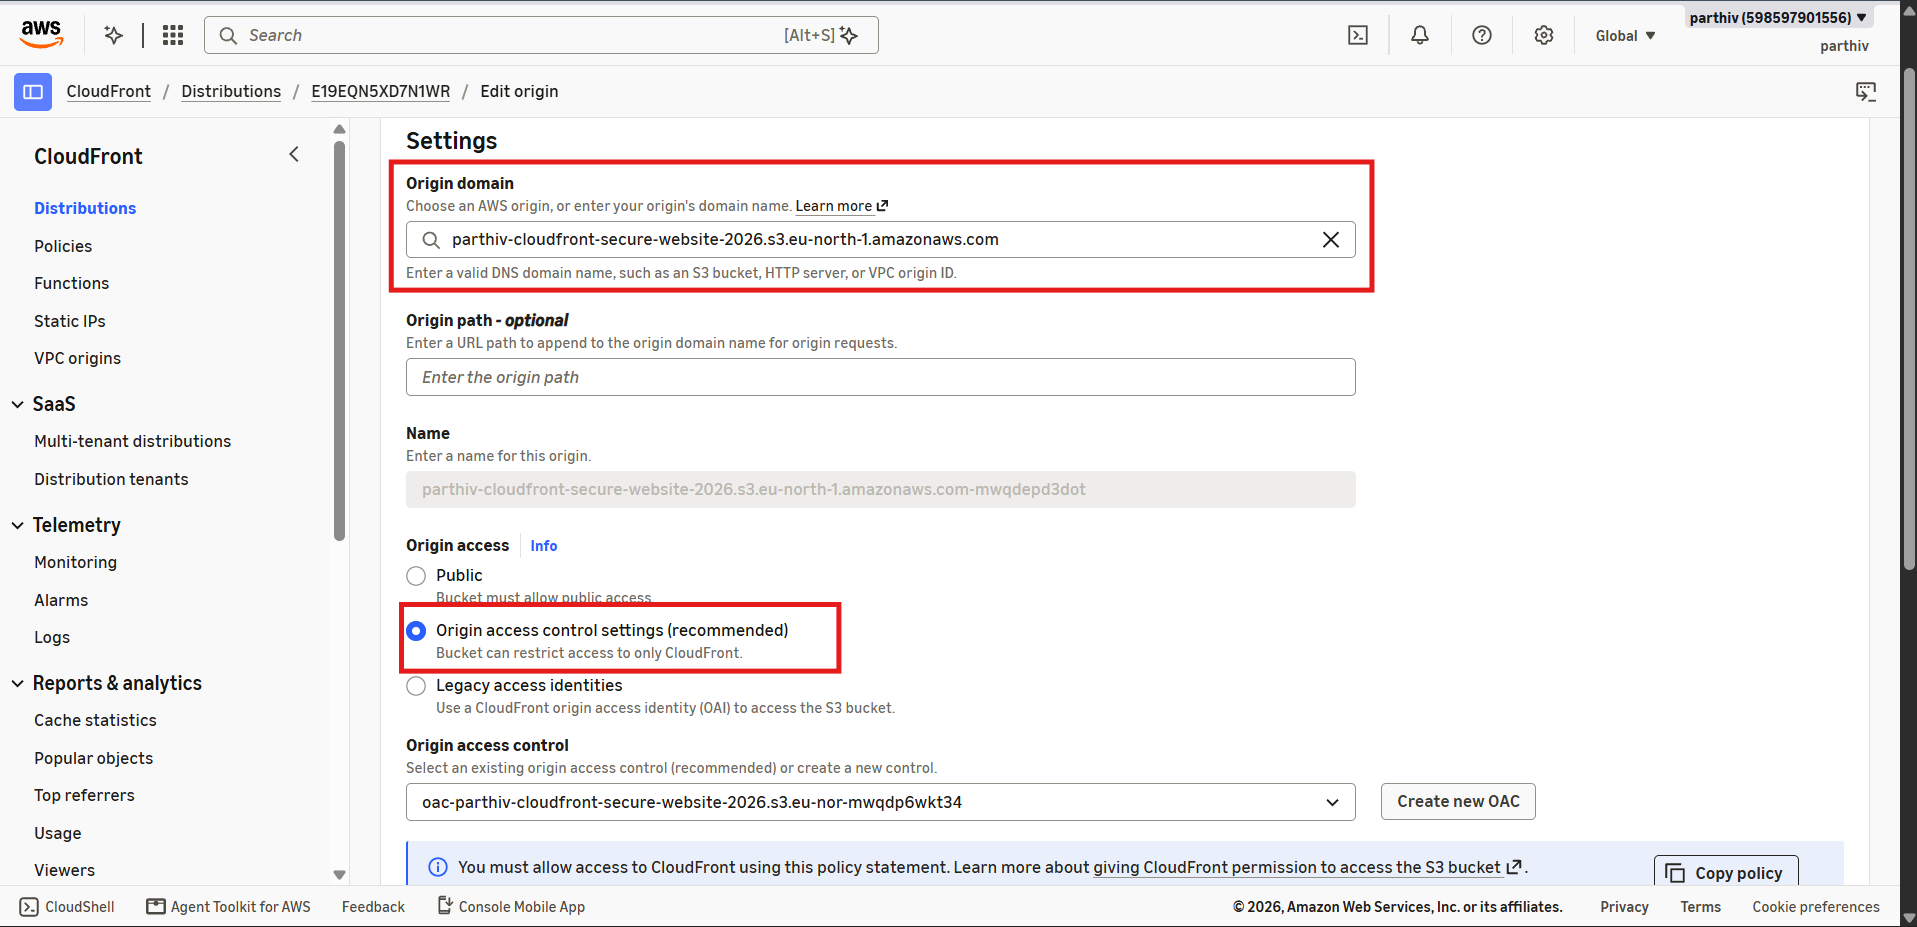 aws
Search
[Alt+S]
Global
parthiv (598597901556)
parthiv
CloudFront / Distributions / E19EQN5XD7N1WR / Edit origin
CloudFront
Distributions
Policies
Functions
Static IPs
VPC origins
SaaS
Multi-tenant distributions
Distribution tenants
Telemetry
Monitoring
Alarms
Logs
Reports & analytics
Cache statistics
Popular objects
Top referrers
Usage
Viewers
Settings
Origin domain
Choose an AWS origin, or enter your origin's domain name. Learn more
parthiv-cloudfront-secure-website-2026.s3.eu-north-1.amazonaws.com
Enter a valid DNS domain name, such as an S3 bucket, HTTP server, or VPC origin ID.
Origin path - optional
Enter a URL path to append to the origin domain name for origin requests.
Enter the origin path
Name
Enter a name for this origin.
parthiv-cloudfront-secure-website-2026.s3.eu-north-1.amazonaws.com-mwqdepd3dot
Origin access Info
Public
Bucket must allow public access.
Origin access control settings (recommended)
Bucket can restrict access to only CloudFront.
Legacy access identities
Use a CloudFront origin access identity (OAI) to access the S3 bucket.
Origin access control
Select an existing origin access control (recommended) or create a new control.
oac-parthiv-cloudfront-secure-website-2026.s3.eu-nor-mwqdp6wkt34
Create new OAC
You must allow access to CloudFront using this policy statement. Learn more about giving CloudFront permission to access the S3 bucket.
Copy policy
CloudShell
Agent Toolkit for AWS
Feedback
Console Mobile App
© 2026, Amazon Web Services, Inc. or its affiliates.
Privacy
Terms
Cookie preferences